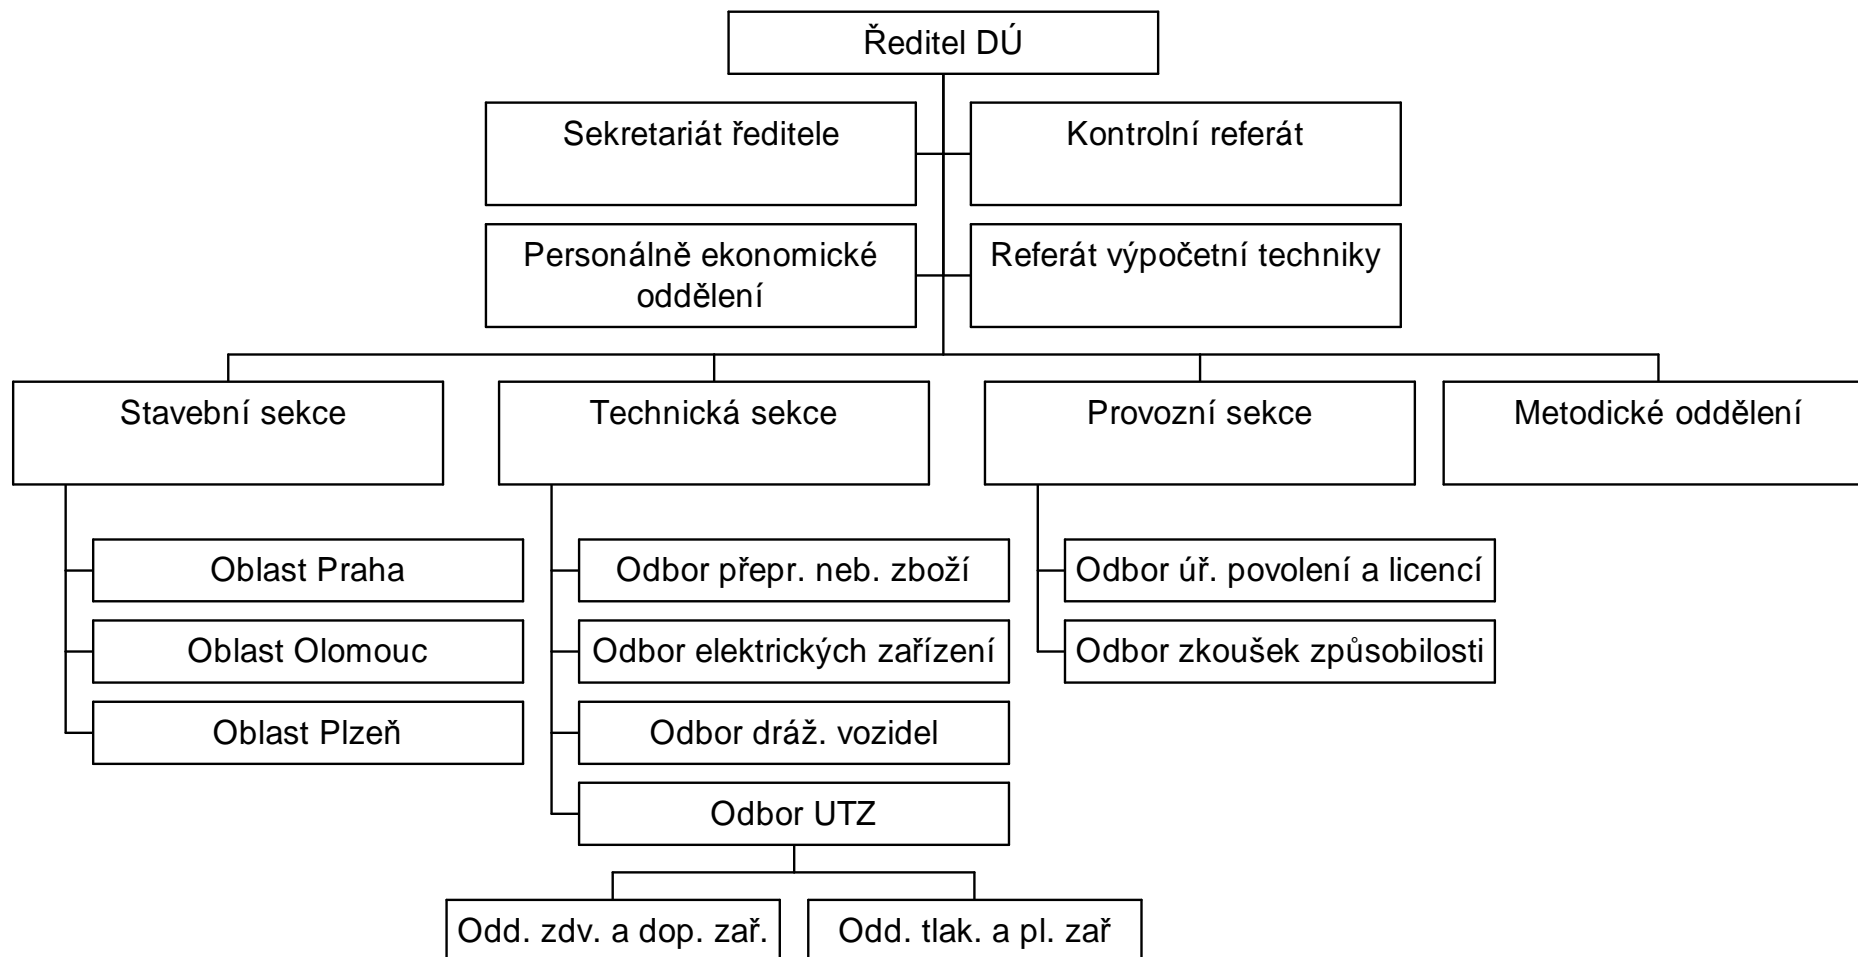 Ředitel DÚ
Sekretariát ředitele
Kontrolní referát
Personálně ekonomické
oddělení
Referát výpočetní techniky
Stavební sekce
Technická sekce
Provozní sekce
Metodické oddělení
Oblast Praha
Oblast Olomouc
Oblast Plzeň
Odbor přepr. neb. zboží
Odbor elektrických zařízení
Odbor dráž. vozidel
Odbor UTZ
Odd. zdv. a dop. zař.
Odd. tlak. a pl. zař
Odbor úř. povolení a licencí
Odbor zkoušek způsobilosti